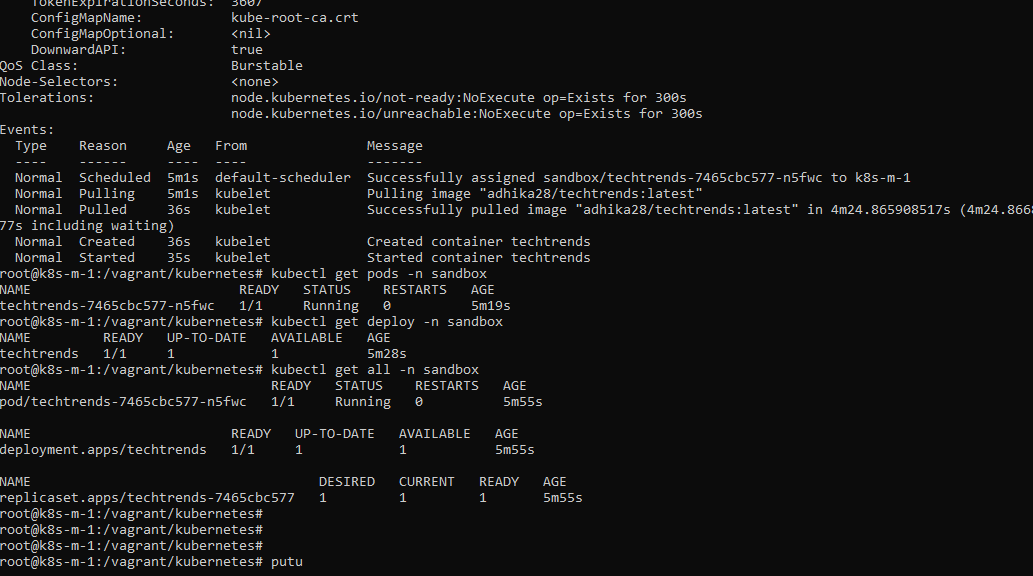 TokenExpirationSeconds:  3607
    ConfigMapName:           kube-root-ca.crt
    ConfigMapOptional:       <nil>
    DownwardAPI:             true
QoS Class:                   Burstable
Node-Selectors:              <none>
Tolerations:                 node.kubernetes.io/not-ready:NoExecute op=Exists for 300s
                             node.kubernetes.io/unreachable:NoExecute op=Exists for 300s
Events:
  Type    Reason     Age   From               Message
  ----    ------     ----  ----               -------
  Normal  Scheduled  5m1s  default-scheduler  Successfully assigned sandbox/techtrends-7465cbc577-n5fwc to k8s-m-1
  Normal  Pulling    5m1s  kubelet            Pulling image "adhika28/techtrends:latest"
  Normal  Pulled     36s   kubelet            Successfully pulled image "adhika28/techtrends:latest" in 4m24.865908517s (4m24.866
77s including waiting)
  Normal  Created    36s   kubelet            Created container techtrends
  Normal  Started    35s   kubelet            Started container techtrends
root@k8s-m-1:/vagrant/kubernetes# kubectl get pods -n sandbox
NAME                          READY   STATUS    RESTARTS   AGE
techtrends-7465cbc577-n5fwc   1/1     Running   0          5m19s
root@k8s-m-1:/vagrant/kubernetes# kubectl get deploy -n sandbox
NAME         READY   UP-TO-DATE   AVAILABLE   AGE
techtrends   1/1     1            1           5m28s
root@k8s-m-1:/vagrant/kubernetes# kubectl get all -n sandbox
NAME                              READY   STATUS    RESTARTS   AGE
pod/techtrends-7465cbc577-n5fwc   1/1     Running   0          5m55s

NAME                         READY   UP-TO-DATE   AVAILABLE   AGE
deployment.apps/techtrends   1/1     1            1           5m55s

NAME                                    DESIRED   CURRENT   READY   AGE
replicaset.apps/techtrends-7465cbc577   1         1         1       5m55s
root@k8s-m-1:/vagrant/kubernetes#
root@k8s-m-1:/vagrant/kubernetes#
root@k8s-m-1:/vagrant/kubernetes#
root@k8s-m-1:/vagrant/kubernetes# putu